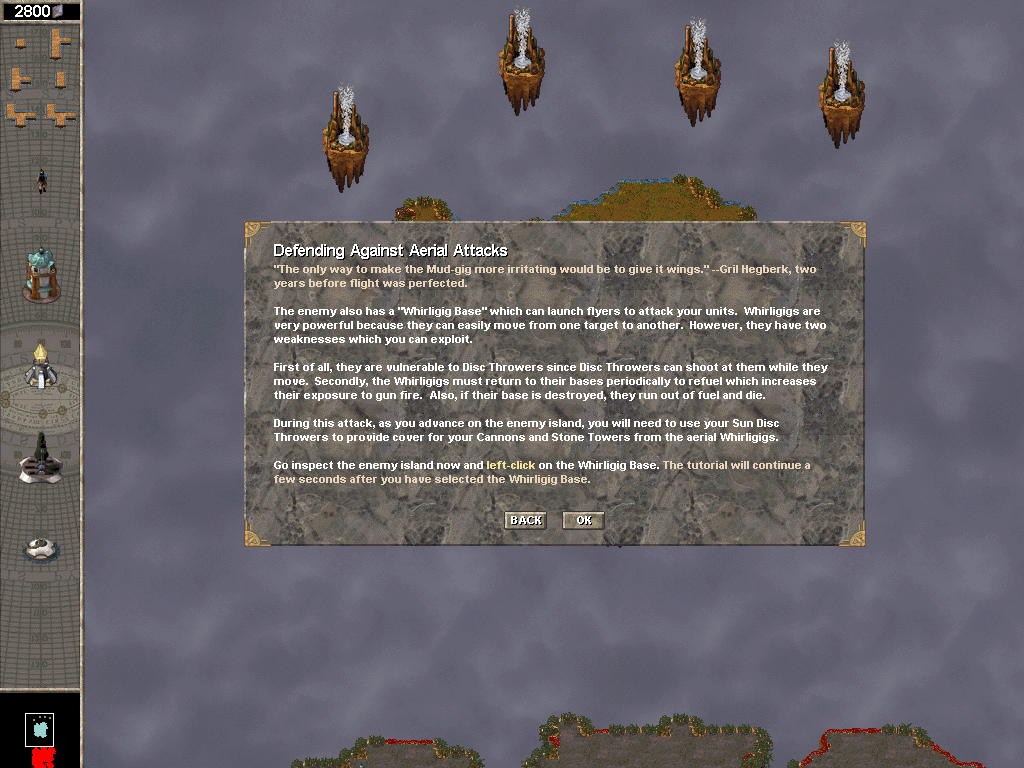 2800
Defending Against Aerial Attacks
"The only way to make the Mud-gig more irritating would be to give it wings." --Gril Hegberk, two
years before flight was perfected.
The enemy also has a "Whirligig Base" which can launch flyers to attack your units. Whirligigs are
very powerful because they can easily move from one target to another. However, they have two
weaknesses which you can exploit.
First of all, they are vulnerable to Disc Throwers since Disc Throwers can shoot at them while they
move. Secondly, the Whirligigs must return to their bases periodically to refuel which increases
their exposure to gun fire. Also, if their base is destroyed, they run out of fuel and die.
During this attack, as you advance on the enemy island, you will need to use your Sun Disc
Throwers to provide cover for your Cannons and Stone Towers from the aerial Whirligigs.
Go inspect the enemy island now and left-click on the Whirligig Base. The tutorial will continue a
few seconds after you have selected the Whirligig Base.
BACK OK